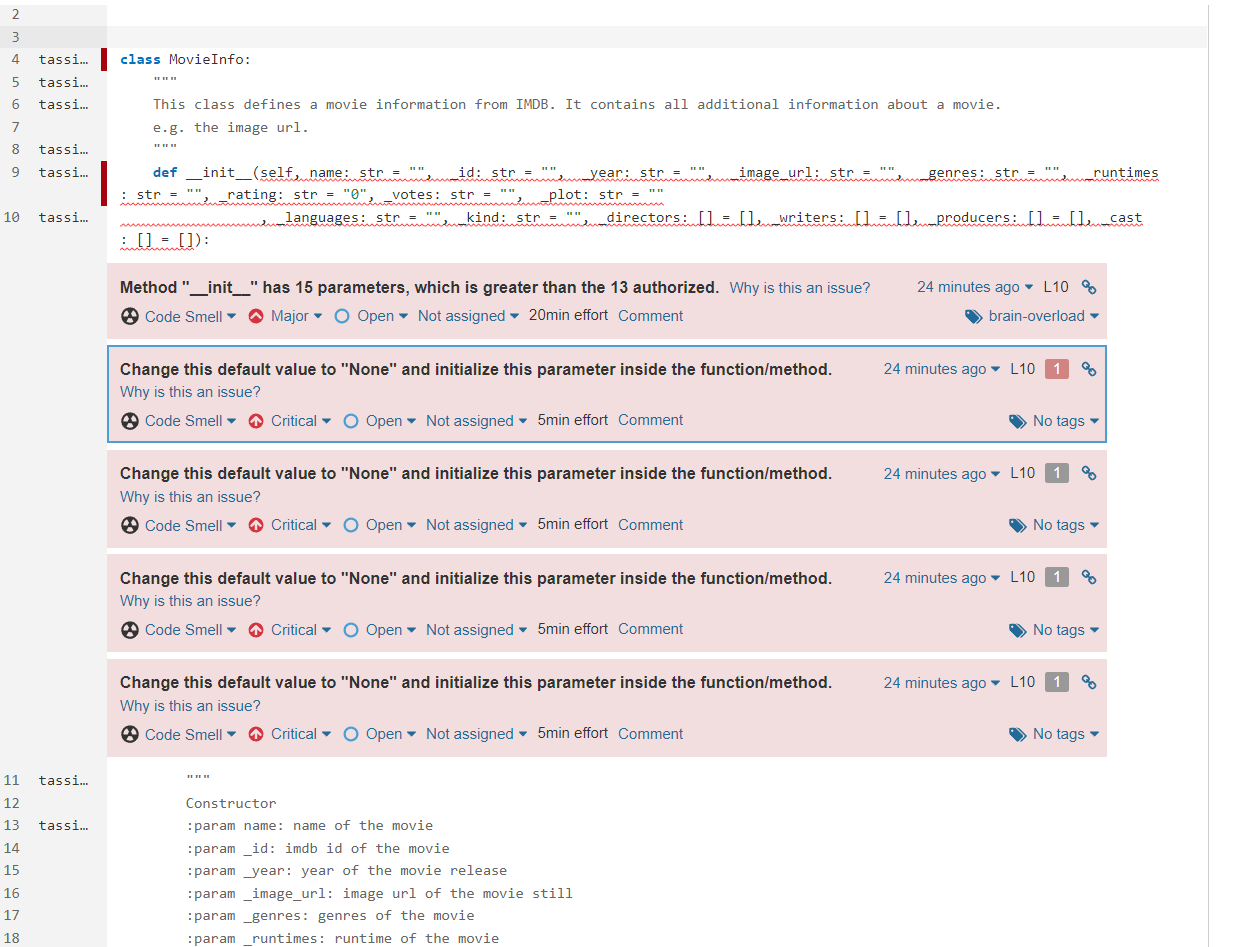 2
3
4 tassi… class MovieInfo:
5 tassi… """
6 tassi… This class defines a movie information from IMDB. It contains all additional information about a movie.
7 e.g. the image url.
8 tassi… """
9 tassi… def __init__(self, name: str = "", _id: str = "", _year: str = "", _image_url: str = "", _genres: str = "", _runtimes
: str = "", _rating: str = "0", _votes: str = "", _plot: str = ""
10 tassi… , _languages: str = "", _kind: str = "", _directors: [] = [], _writers: [] = [], _producers: [] = [], _cast
: [] = []):
Method "__init__" has 15 parameters, which is greater than the 13 authorized. Why is this an issue? 24 minutes ago L10
Code Smell Major Open Not assigned 20min effort Comment brain-overload
Change this default value to "None" and initialize this parameter inside the function/method. 24 minutes ago L10 1
Why is this an issue?
Code Smell Critical Open Not assigned 5min effort Comment No tags
Change this default value to "None" and initialize this parameter inside the function/method. 24 minutes ago L10 1
Why is this an issue?
Code Smell Critical Open Not assigned 5min effort Comment No tags
Change this default value to "None" and initialize this parameter inside the function/method. 24 minutes ago L10 1
Why is this an issue?
Code Smell Critical Open Not assigned 5min effort Comment No tags
Change this default value to "None" and initialize this parameter inside the function/method. 24 minutes ago L10 1
Why is this an issue?
Code Smell Critical Open Not assigned 5min effort Comment No tags
11 tassi… """
12 Constructor
13 tassi… :param name: name of the movie
14 :param _id: imdb id of the movie
15 :param _year: year of the movie release
16 :param _image_url: image url of the movie still
17 :param _genres: genres of the movie
18 :param _runtimes: runtime of the movie